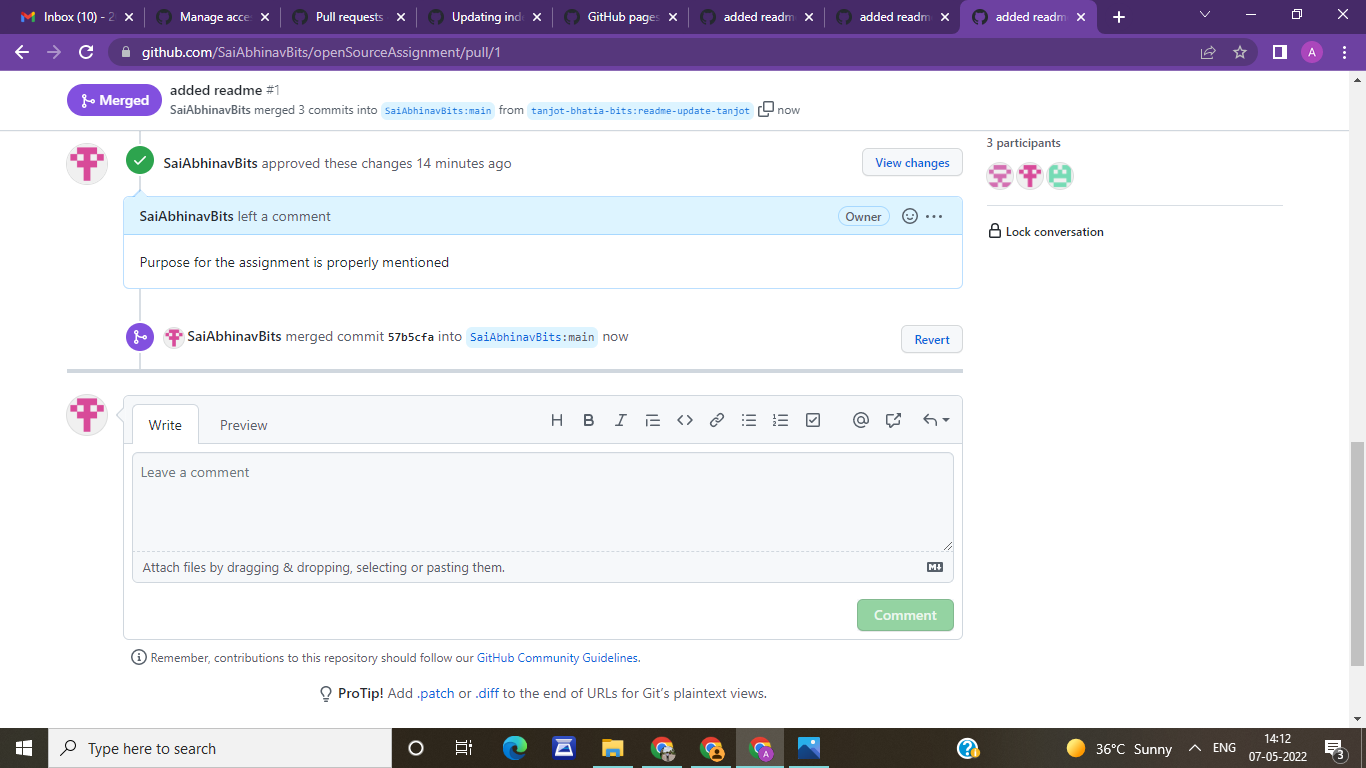 Inbox (10) - 2
Manage acce
Pull requests
Updating ind
GitHub pages
added readm
added readm
added readm
github.com/SaiAbhinavBits/openSourceAssignment/pull/1
A
Merged
added readme #1
SaiAbhinavBits merged 3 commits into SaiAbhinavBits:main from tanjot-bhatia-bits:readme-update-tanjot now
3 participants
SaiAbhinavBits approved these changes 14 minutes ago
View changes
SaiAbhinavBits left a comment
Owner
Lock conversation
Purpose for the assignment is properly mentioned
SaiAbhinavBits merged commit 57b5cfa into SaiAbhinavBits:main now
Revert
Write
Preview
Leave a comment
Attach files by dragging & dropping, selecting or pasting them.
Comment
Remember, contributions to this repository should follow our GitHub Community Guidelines.
ProTip! Add .patch or .diff to the end of URLs for Git's plaintext views.
Type here to search
36°C Sunny
ENG
14:12
07-05-2022
3